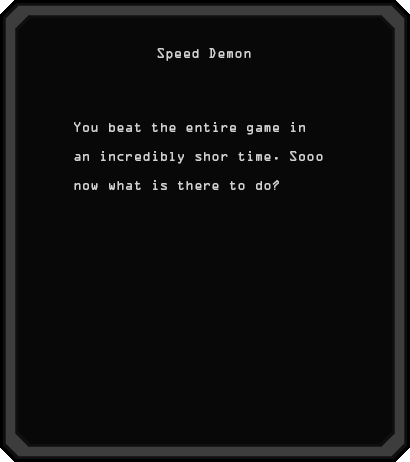 Speed Demon
You beat the entire game in
an incredibly shor time. Sooo
now what is there to do?